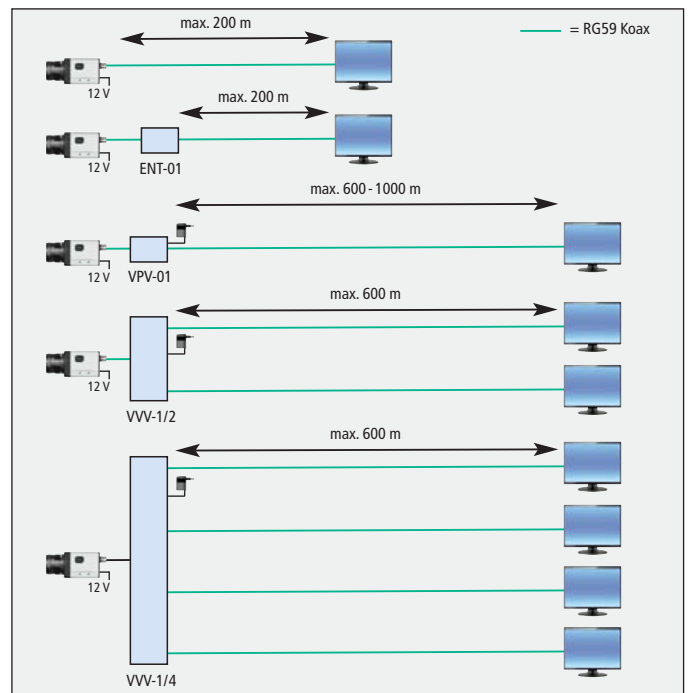 max. 200 m
= RG59 Koax
12 V
max. 200 m
12 V
ENT-01
max. 600 - 1000 m
12 V
VPV-01
max. 600 m
12 V
VVV-1/2
max. 600 m
12 V
VVV-1/4